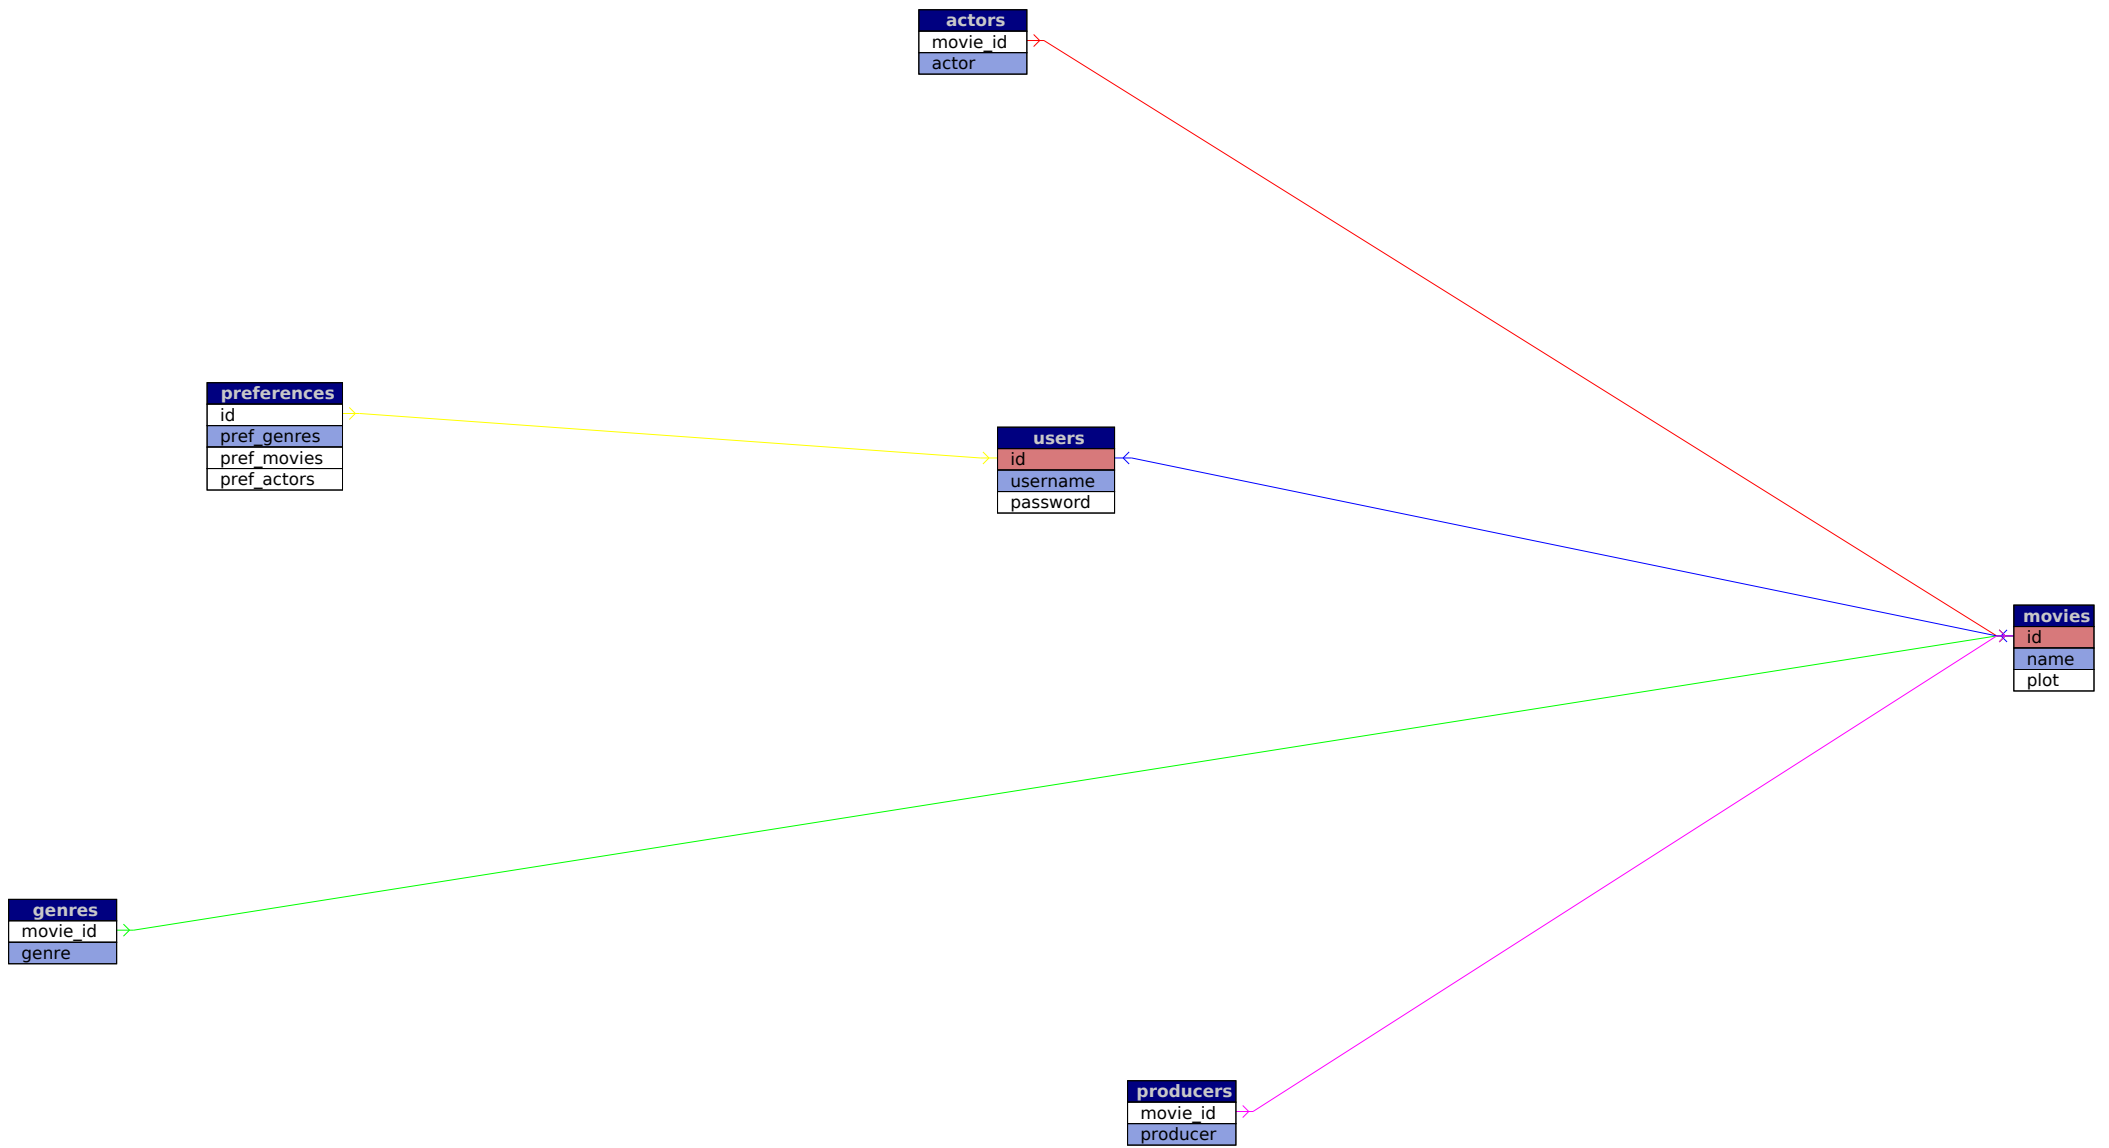 actors
movie_id
actor
preferences
id
pref_genres
pref_movies
pref_actors
users
id
username
password
movies
id
name
plot
genres
movie_id
genre
producers
movie_id
producer